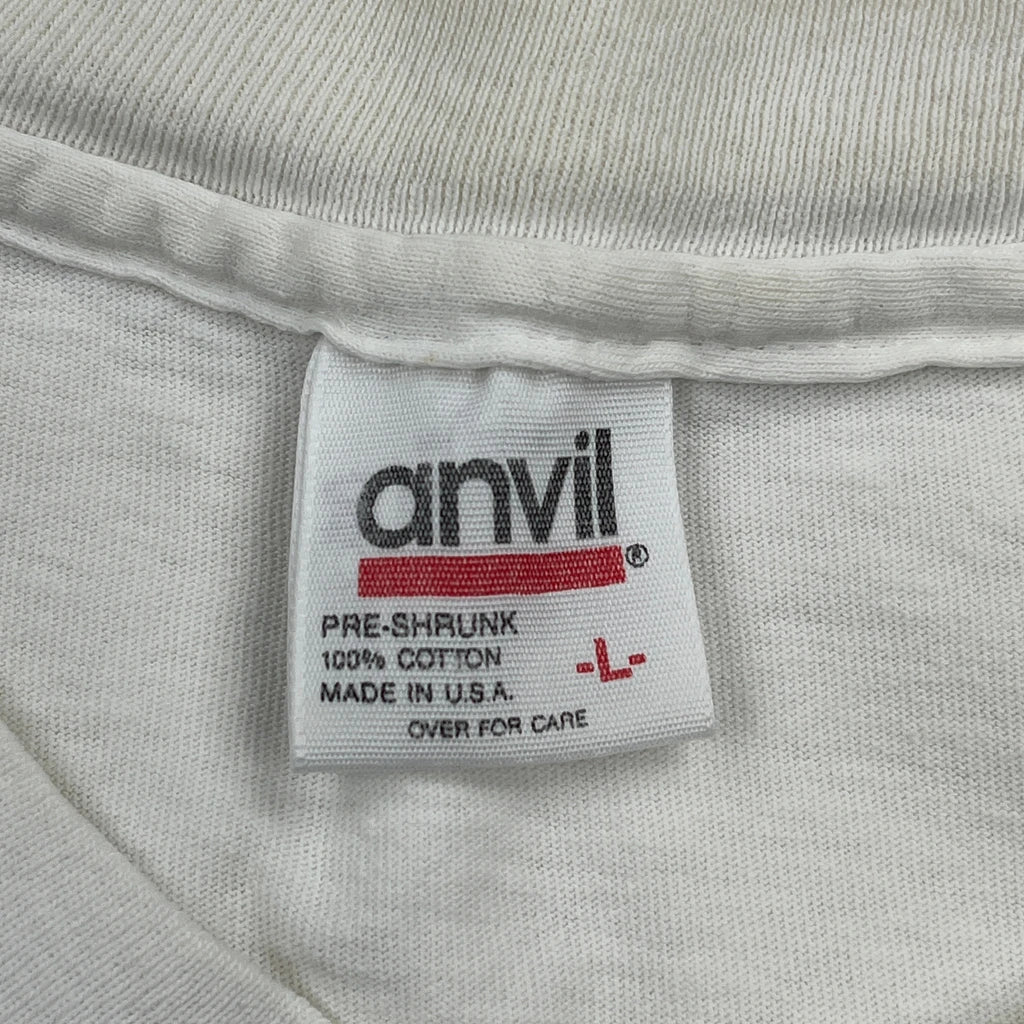 anvil®
PRE-SHRUNK
100% COTTON
-L-
MADE IN U.S.A.
OVER FOR CARE